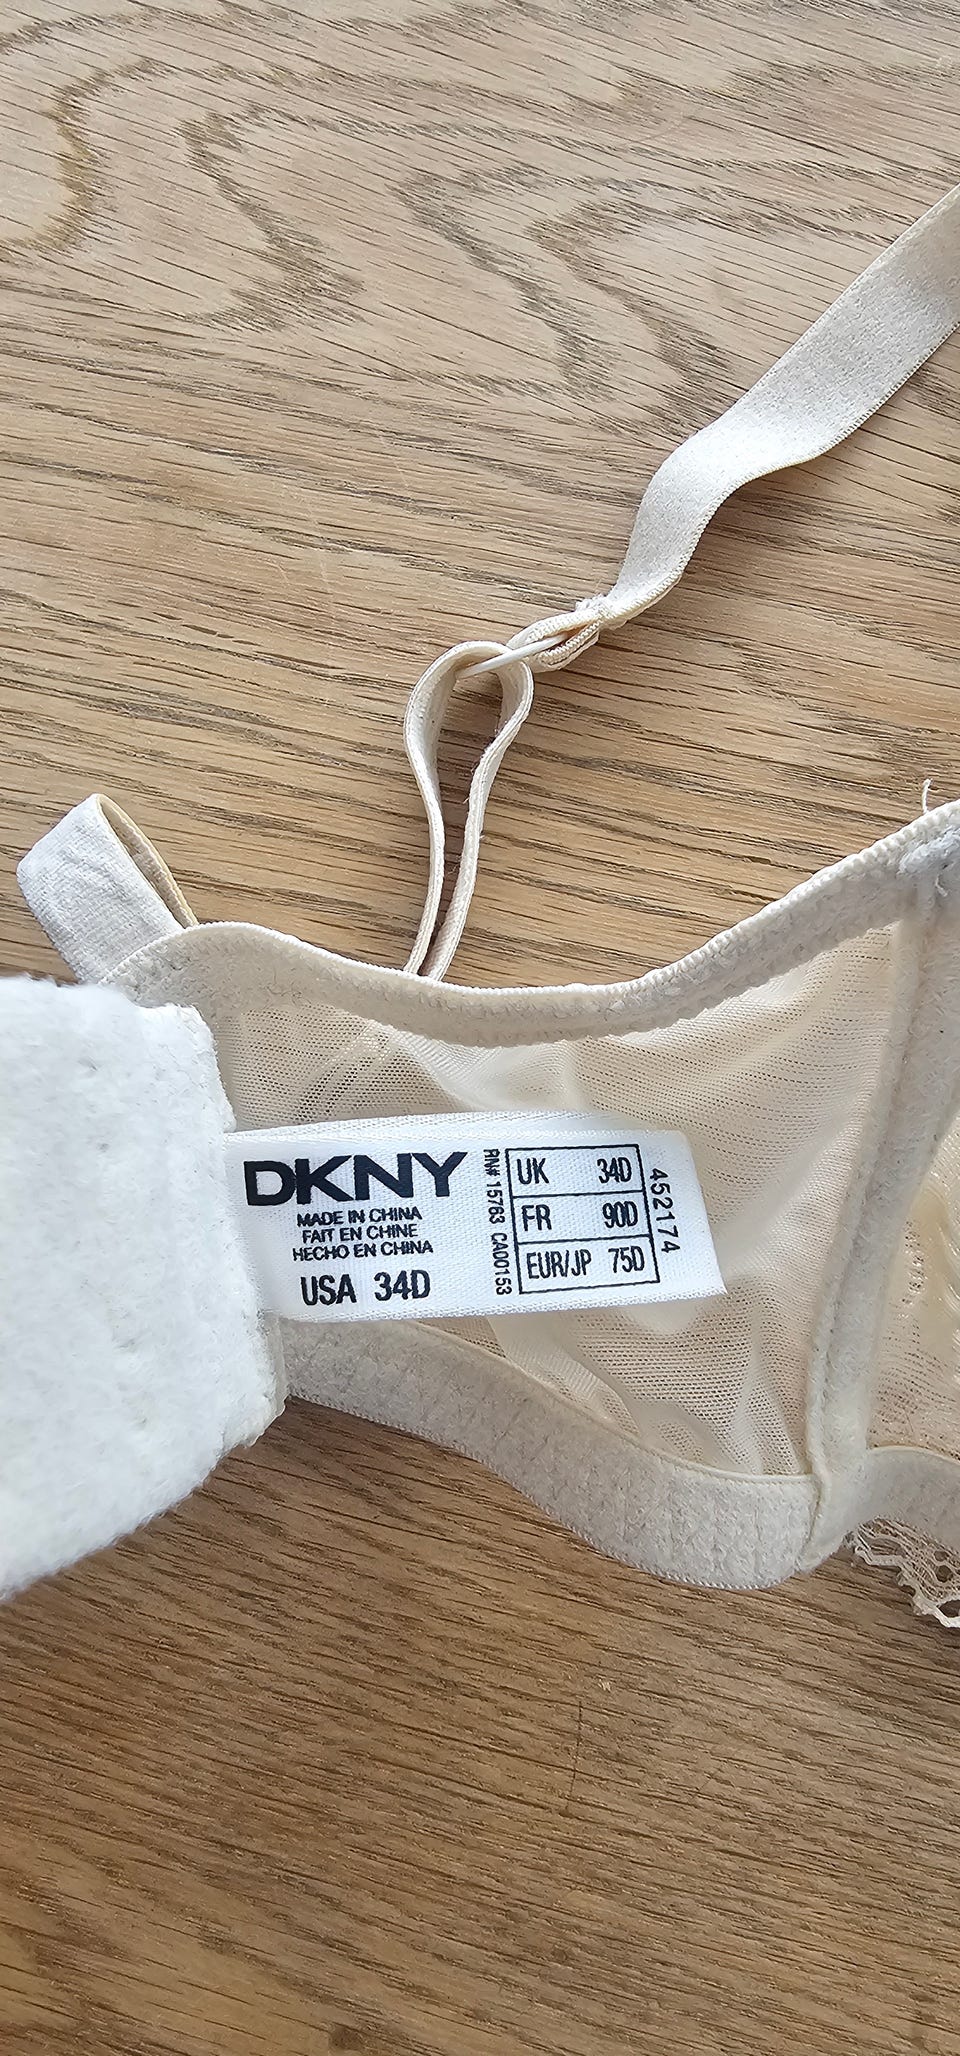 DKNY
MADE IN CHINA
FAIT EN CHINE
HECHO EN CHINA
USA 34D
RN# 15763 CA00153
UK 34D
FR 90D
EUR/JP 75D
452174